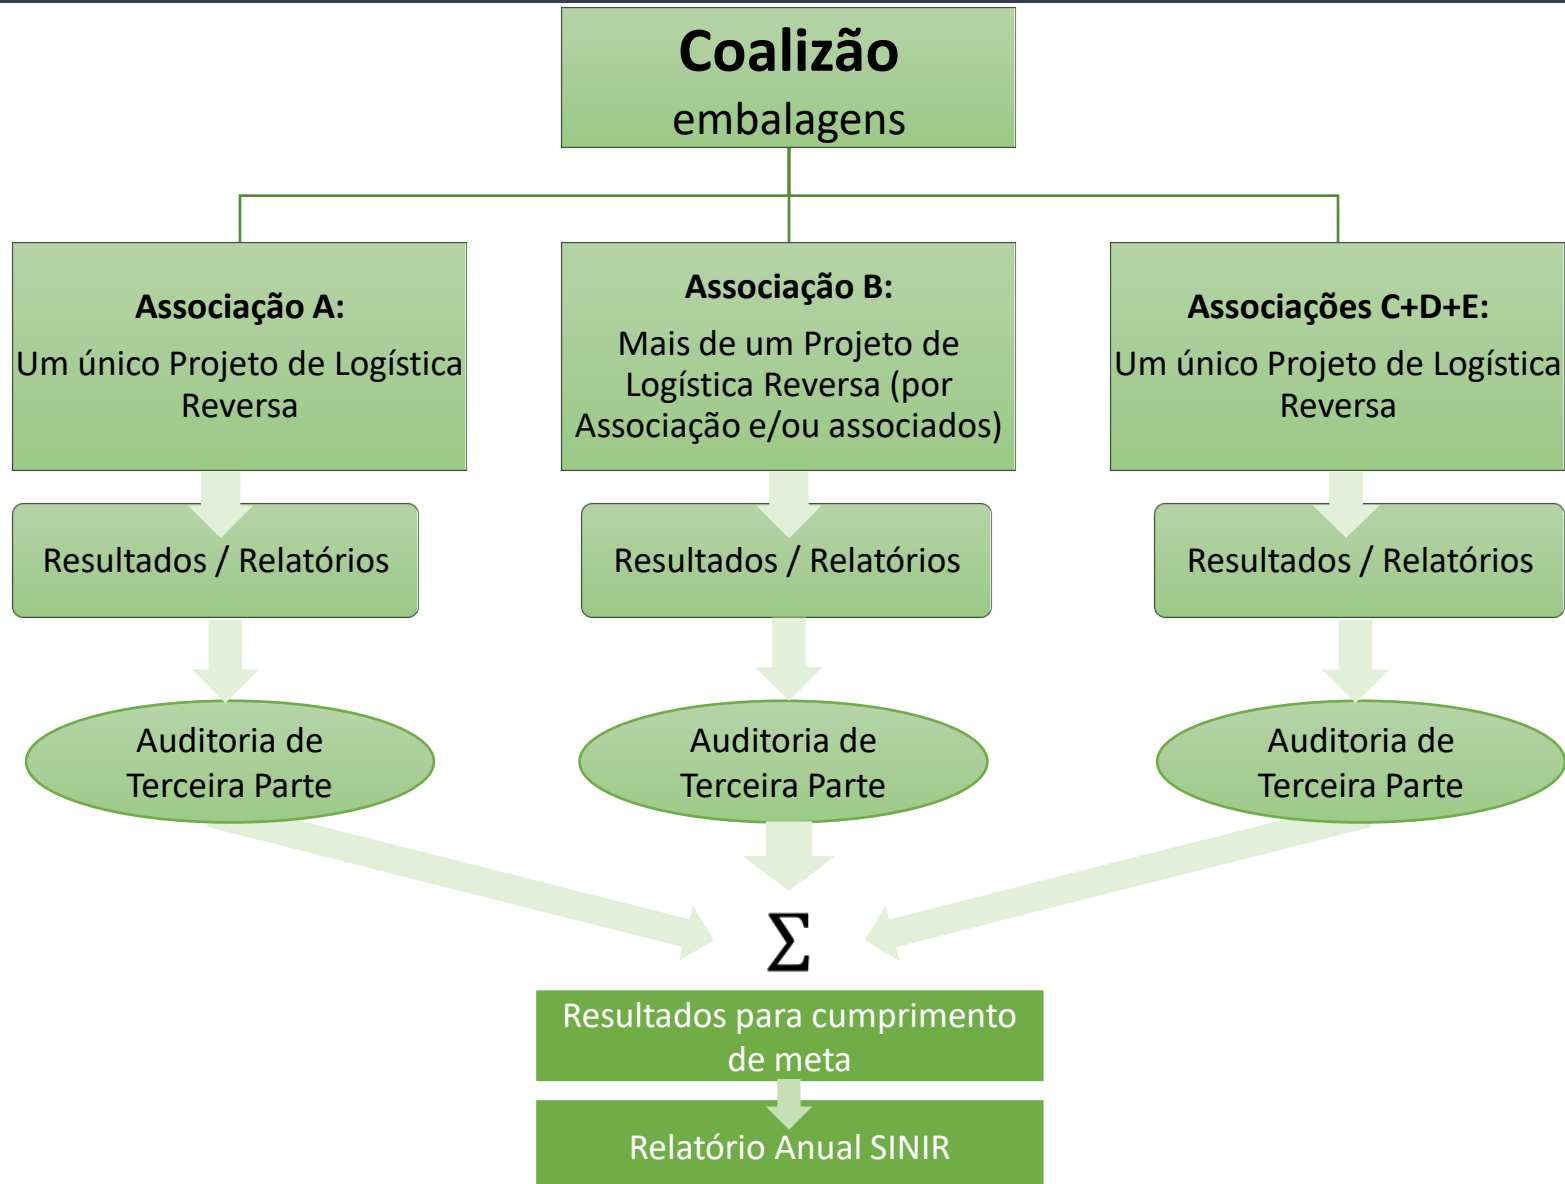 Coalizão
embalagens
Associação A:
Um único Projeto de Logística
Reversa
Associação B:
Mais de um Projeto de
Logística Reversa (por
Associação e/ou associados)
Associações C+D+E:
Um único Projeto de Logística
Reversa
Resultados / Relatórios
Resultados / Relatórios
Resultados / Relatórios
Auditoria de
Terceira Parte
Auditoria de
Terceira Parte
Auditoria de
Terceira Parte
Σ
Resultados para cumprimento
de meta
Relatório Anual SINIR